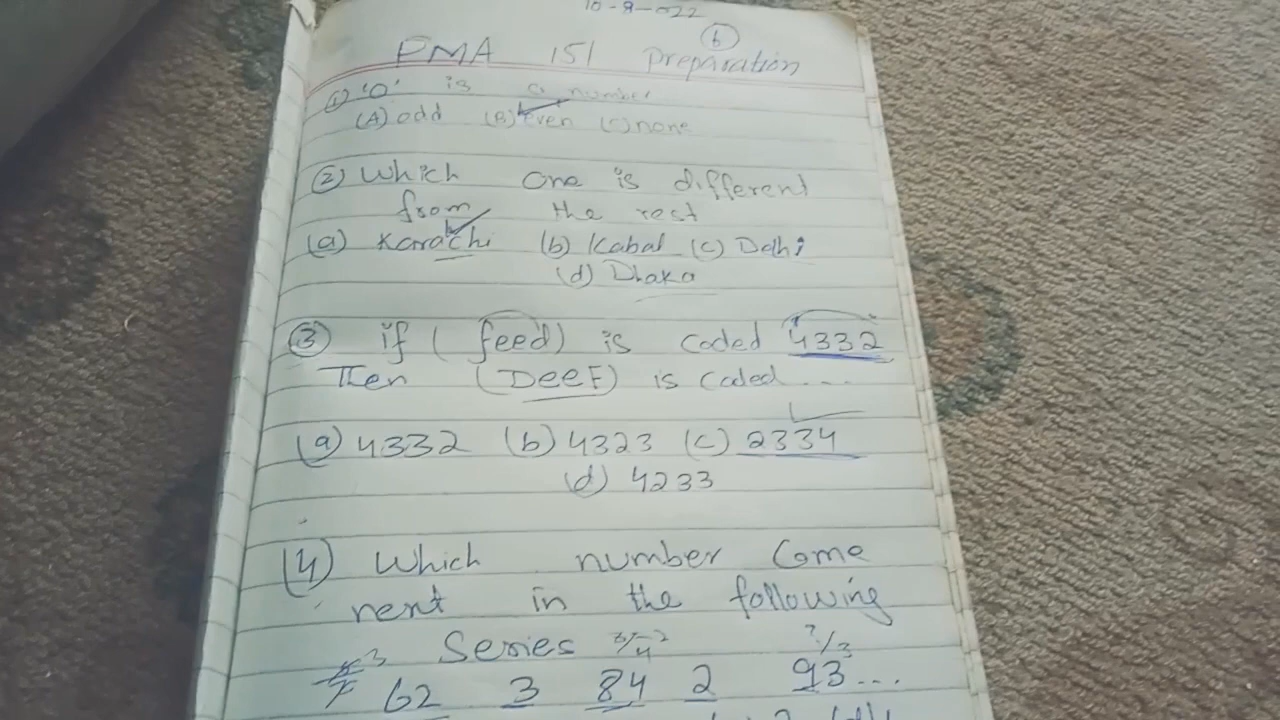 10-9-022
6
PMA 151 Preparation
① '0' is a number
(A) odd (B) even (C) none
② Which one is different
from the rest
(a) Karachi (b) Kabal (c) Delhi
(d) Dhaka
③ if (feed) is coded 4332
Then (DeeF) is Coded ....
(a) 4332 (b) 4323 (c) 2334
(d) 4233
(4) Which number Come
next in the following
Series
62 3 84 2 93...